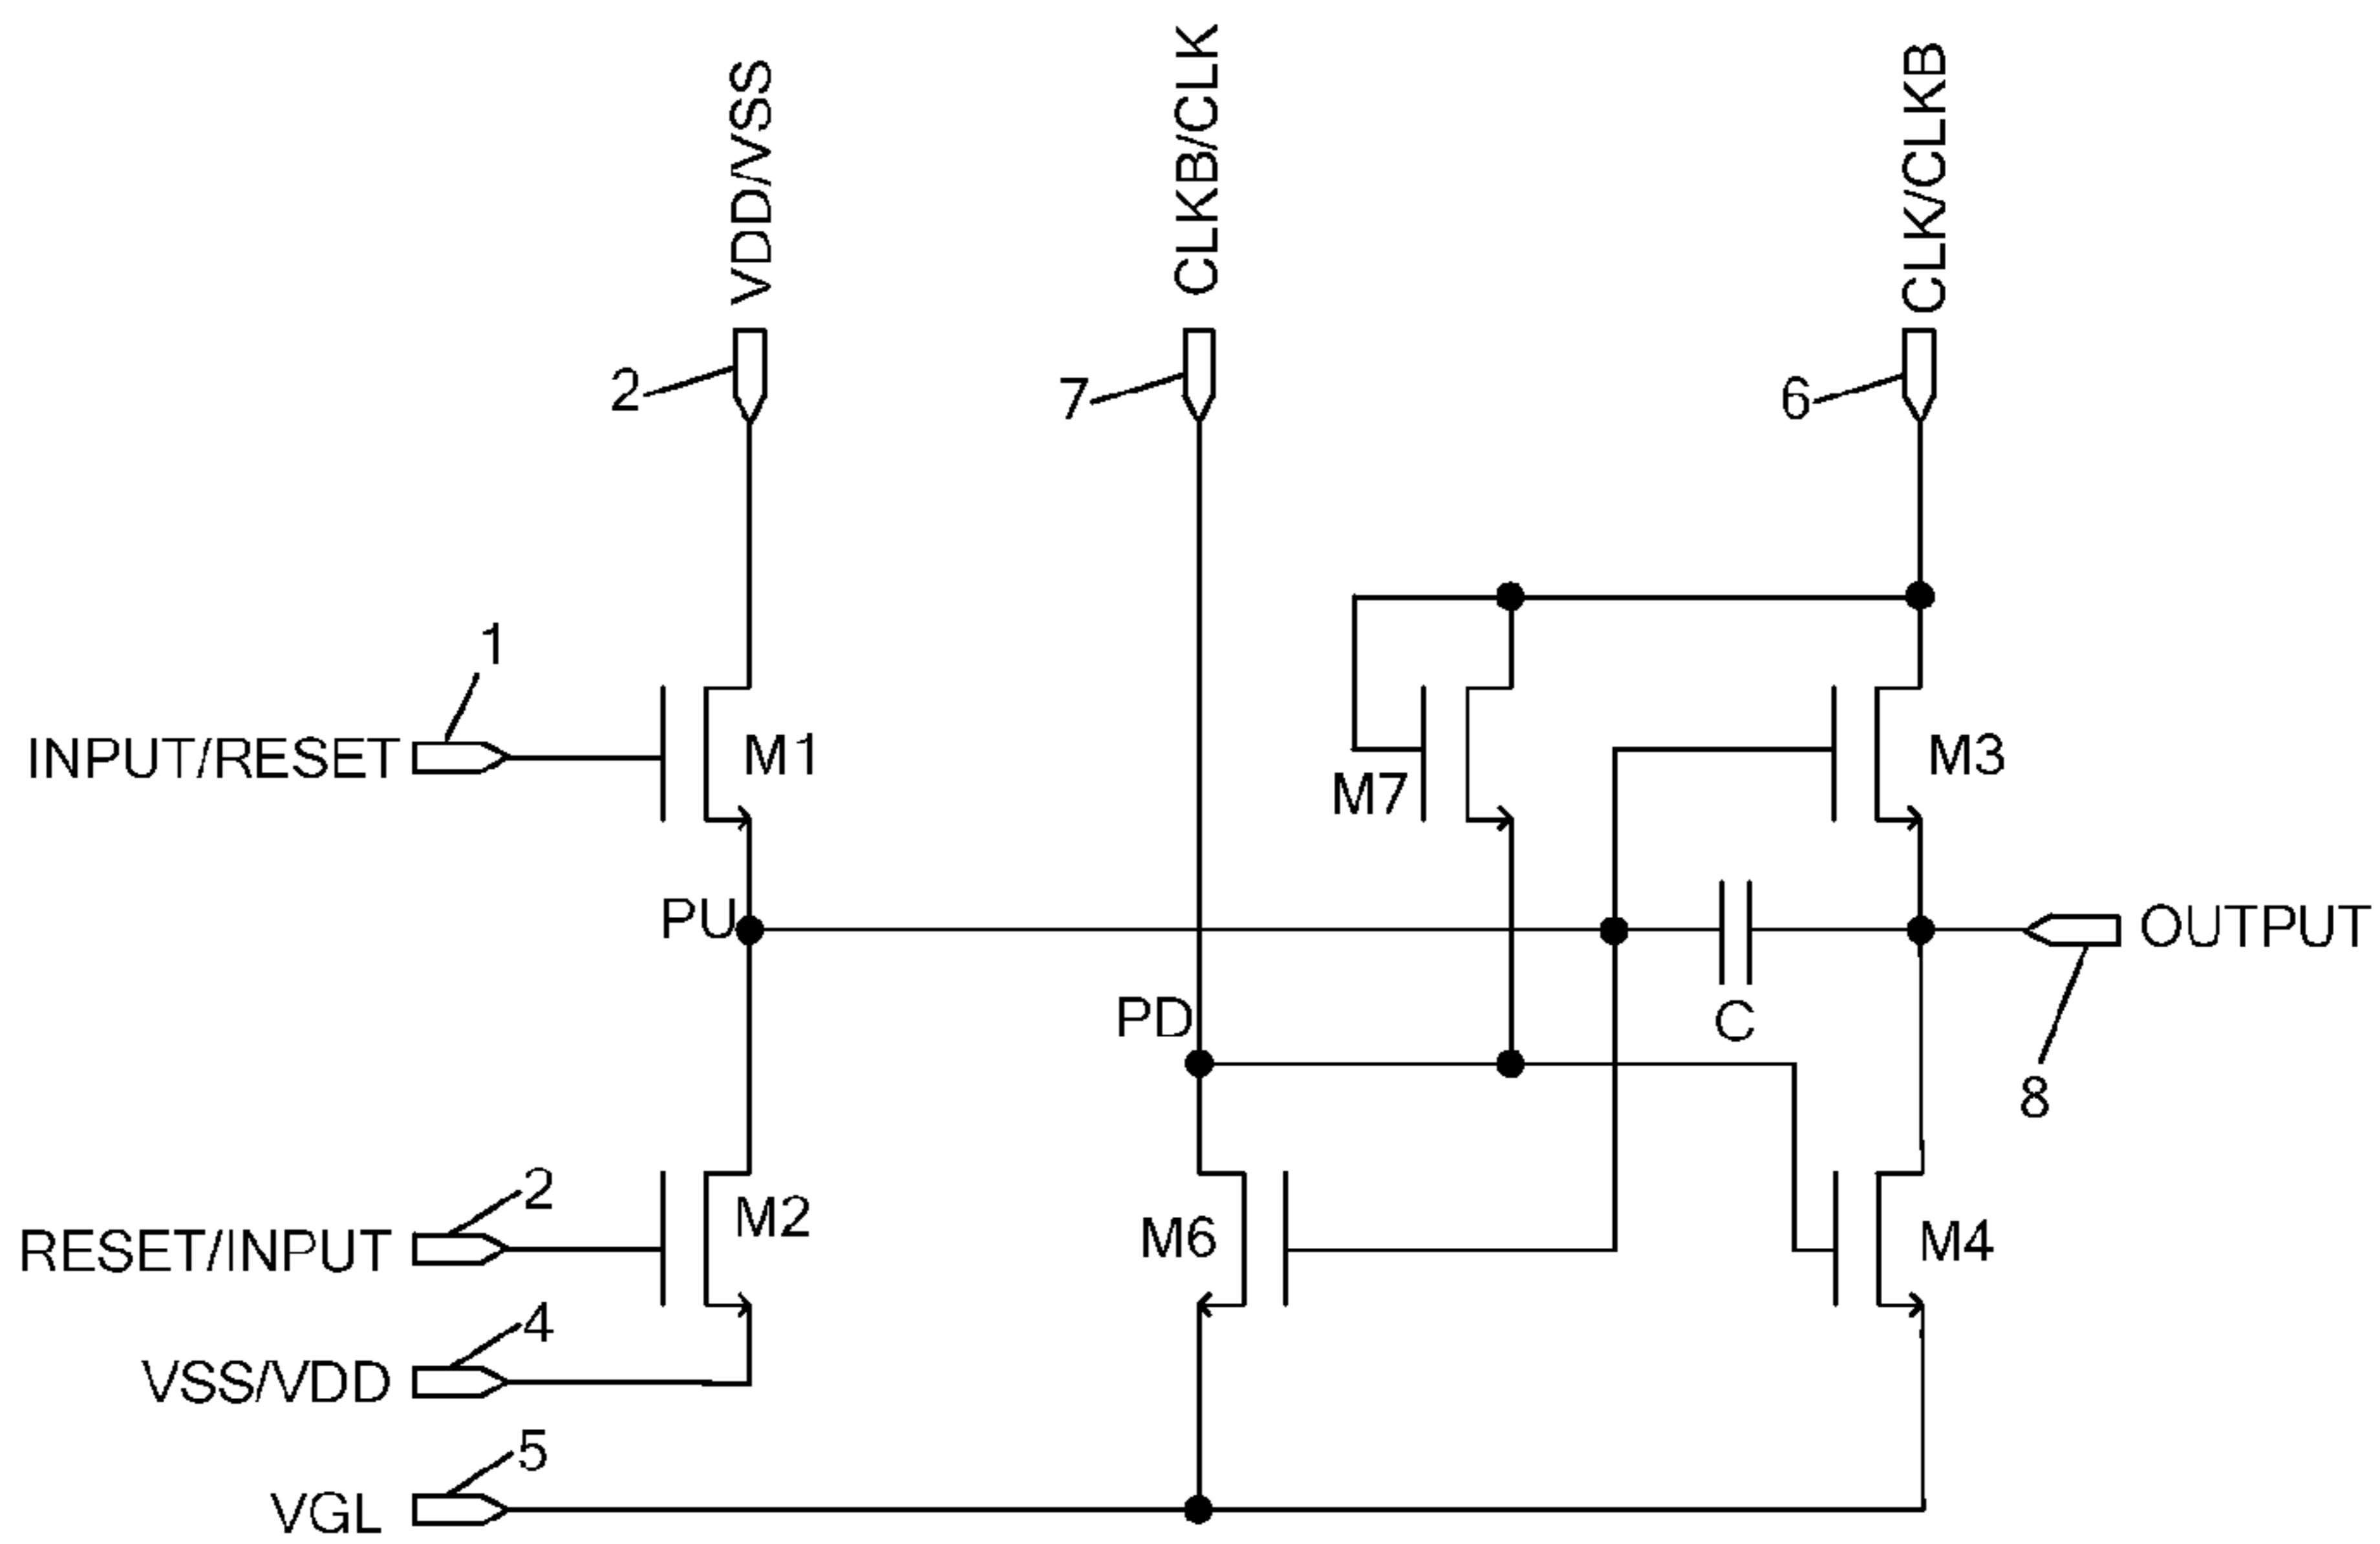 VDD/VSS
CLKB/CLK
CLK/CLKB
2
7
6
1
INPUT/RESET
M1
M7
M3
PU
OUTPUT
PD
C
8
2
RESET/INPUT
M2
M6
M4
4
VSS/VDD
5
VGL